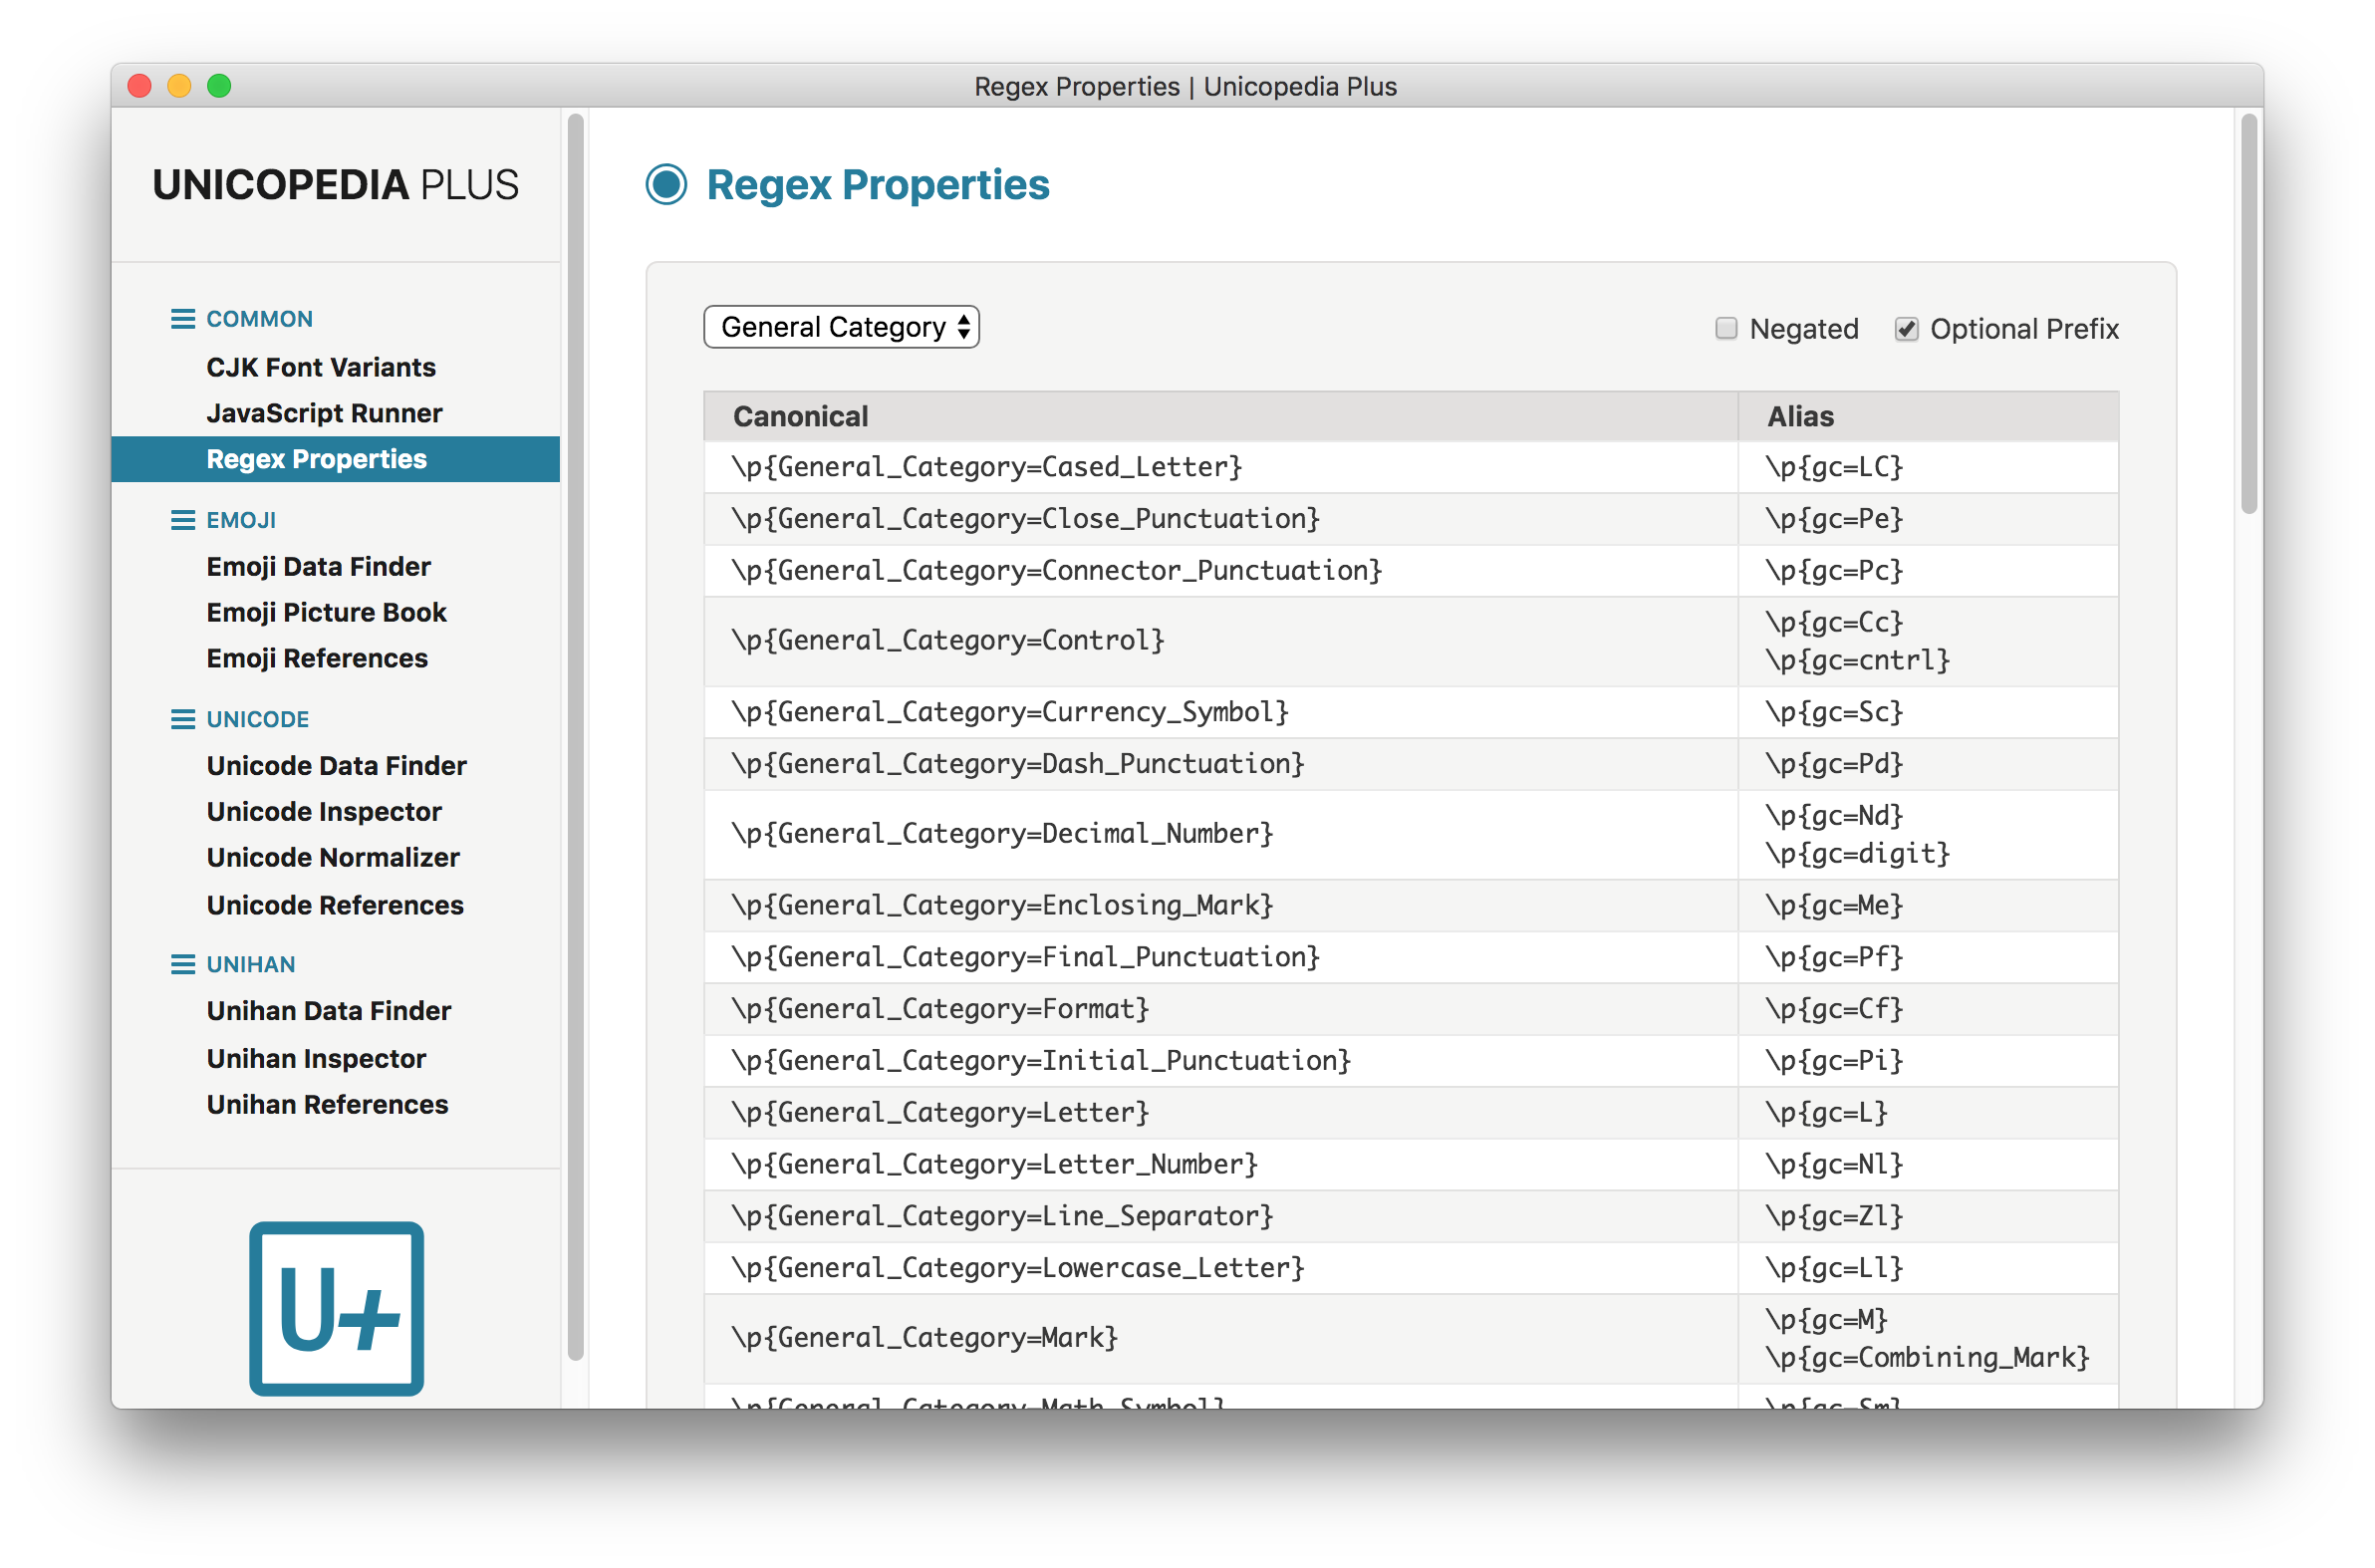 Regex Properties | Unicopedia Plus
UNICOPEDIA PLUS
COMMON
CJK Font Variants
JavaScript Runner
Regex Properties
EMOJI
Emoji Data Finder
Emoji Picture Book
Emoji References
UNICODE
Unicode Data Finder
Unicode Inspector
Unicode Normalizer
Unicode References
UNIHAN
Unihan Data Finder
Unihan Inspector
Unihan References
U+
Regex Properties
General Category
Negated
Optional Prefix
Canonical Alias
\p{General_Category=Cased_Letter} \p{gc=LC}
\p{General_Category=Close_Punctuation} \p{gc=Pe}
\p{General_Category=Connector_Punctuation} \p{gc=Pc}
\p{General_Category=Control} \p{gc=Cc}
\p{gc=cntrl}
\p{General_Category=Currency_Symbol} \p{gc=Sc}
\p{General_Category=Dash_Punctuation} \p{gc=Pd}
\p{General_Category=Decimal_Number} \p{gc=Nd}
\p{gc=digit}
\p{General_Category=Enclosing_Mark} \p{gc=Me}
\p{General_Category=Final_Punctuation} \p{gc=Pf}
\p{General_Category=Format} \p{gc=Cf}
\p{General_Category=Initial_Punctuation} \p{gc=Pi}
\p{General_Category=Letter} \p{gc=L}
\p{General_Category=Letter_Number} \p{gc=Nl}
\p{General_Category=Line_Separator} \p{gc=Zl}
\p{General_Category=Lowercase_Letter} \p{gc=Ll}
\p{General_Category=Mark} \p{gc=M}
\p{gc=Combining_Mark}
\p{General_Category=Math_Symbol} \p{gc=Sm}